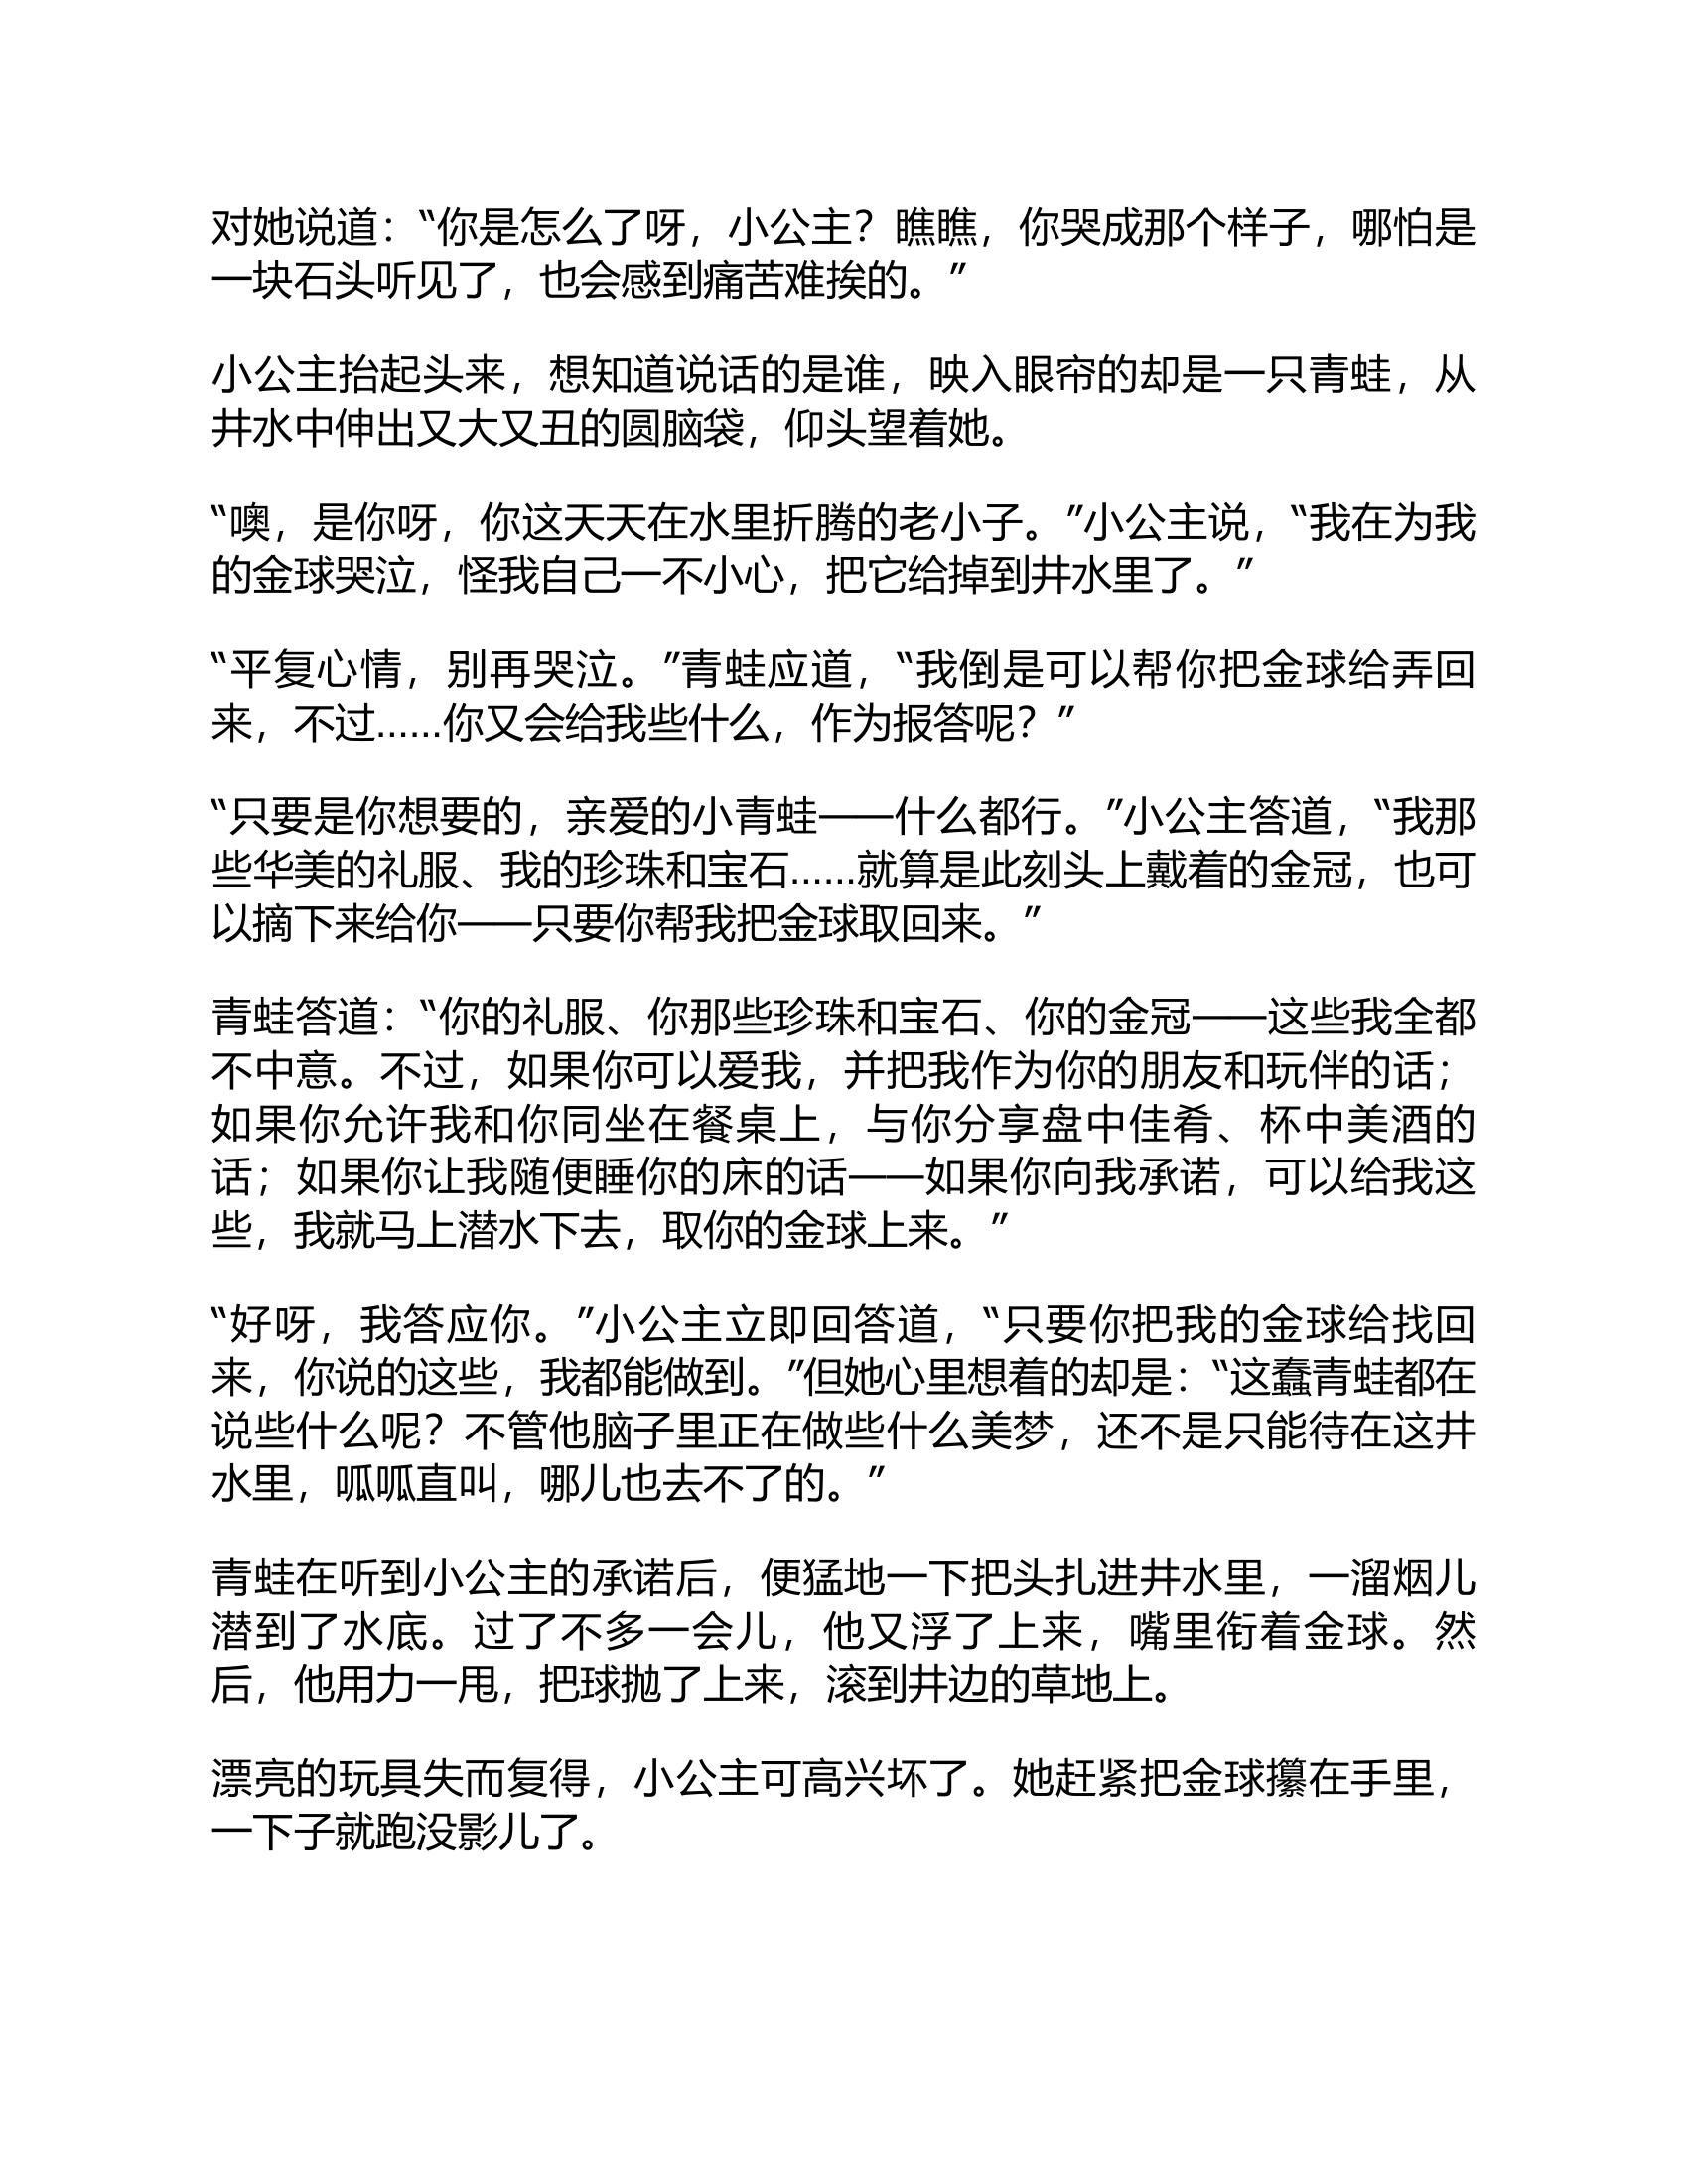 对她说道：“你是怎么了呀，小公主？瞧瞧，你哭成那个样子，哪怕是
一块石头听见了，也会感到痛苦难挨的。”
小公主抬起头来，想知道说话的是谁，映入眼帘的却是一只青蛙，从
井水中伸出又大又丑的圆脑袋，仰头望着她。
“噢，是你呀，你这天天在水里折腾的老小子。”小公主说，“我在为我
的金球哭泣，怪我自己一不小心，把它给掉到井水里了。”
“平复心情，别再哭泣。”青蛙应道，“我倒是可以帮你把金球给弄回
来，不过……你又会给我些什么，作为报答呢？”
“只要是你想要的，亲爱的小青蛙——什么都行。”小公主答道，“我那
些华美的礼服、我的珍珠和宝石……就算是此刻头上戴着的金冠，也可
以摘下来给你——只要你帮我把金球取回来。”
青蛙答道：“你的礼服、你那些珍珠和宝石、你的金冠——这些我全都
不中意。不过，如果你可以爱我，并把我作为你的朋友和玩伴的话；
如果你允许我和你同坐在餐桌上，与你分享盘中佳肴、杯中美酒的
话；如果你让我随便睡你的床的话——如果你向我承诺，可以给我这
些，我就马上潜水下去，取你的金球上来。”
“好呀，我答应你。”小公主立即回答道，“只要你把我的金球给找回
来，你说的这些，我都能做到。”但她心里想着的却是：“这蠢青蛙都在
说些什么呢？不管他脑子里正在做些什么美梦，还不是只能待在这井
水里，呱呱直叫，哪儿也去不了的。”
青蛙在听到小公主的承诺后，便猛地一下把头扎进井水里，一溜烟儿
潜到了水底。过了不多一会儿，他又浮了上来，嘴里衔着金球。然
后，他用力一甩，把球抛了上来，滚到井边的草地上。
漂亮的玩具失而复得，小公主可高兴坏了。她赶紧把金球攥在手里，
一下子就跑没影儿了。